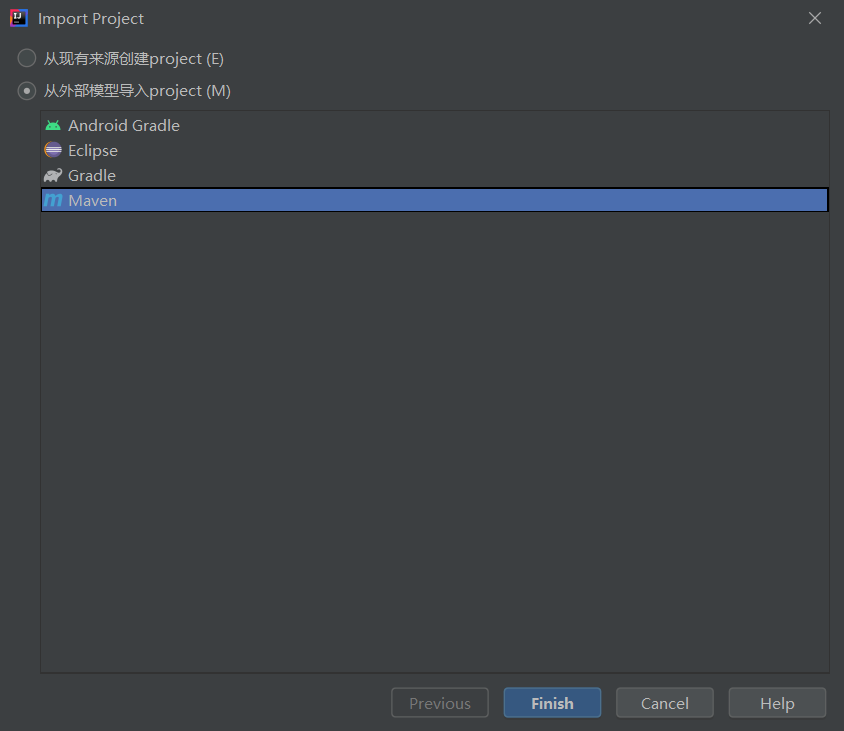 Import Project
从现有来源创建project (E)
从外部模型导入project (M)
Android Gradle
Eclipse
Gradle
Maven
Previous
Finish
Cancel
Help